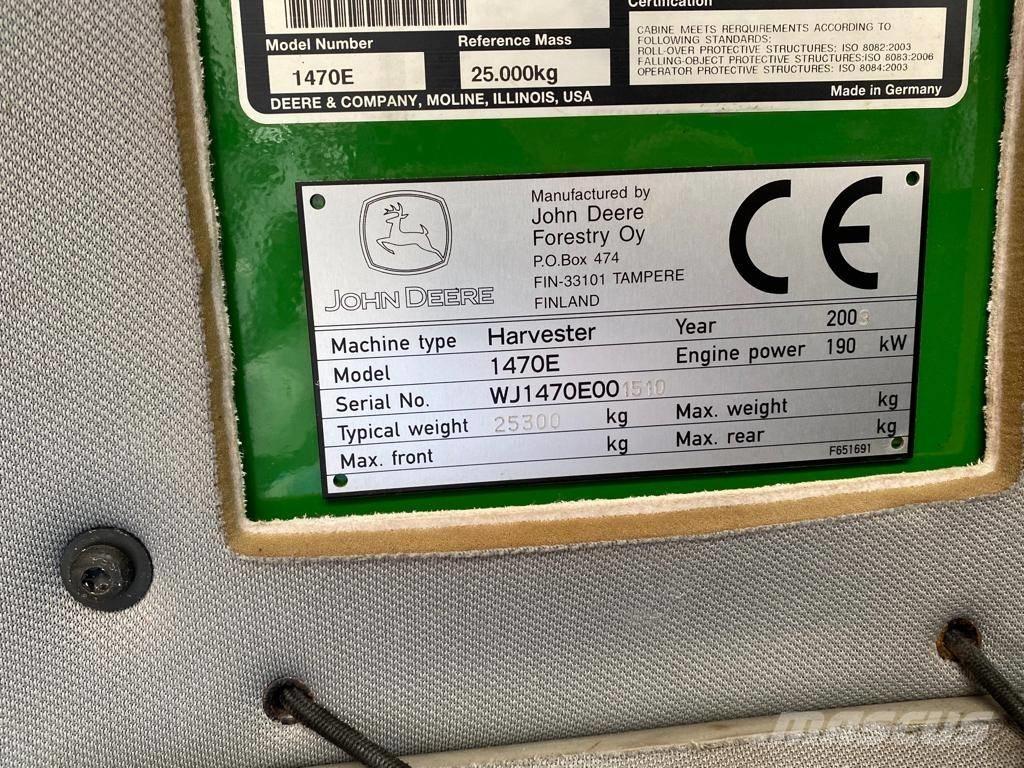 Certification
Model Number
Reference Mass
1470E
25.000kg
DEERE & COMPANY, MOLINE, ILLINOIS, USA
CABINE MEETS RERQUIREMENTS ACCORDING TO
FOLLOWING STANDARDS:
ROLL-OVER PROTECTIVE STRUCTURES: ISO 8082:2003
FALLING-OBJECT PROTECTIVE STRUCTURES:ISO 8083:2006
OPERATOR PROTECTIVE STRUCTURES: ISO 8084:2003
Made in Germany
JOHN DEERE
Manufactured by
John Deere
Forestry Oy
P.O.Box 474
FIN-33101 TAMPERE
FINLAND
CE
Machine type Harvester Year
Model 1470E Engine power 190 kW
Serial No. WJ1470E001510
Typical weight 25300 kg Max. weight kg
Max. front kg Max. rear kg
F651691
mascus